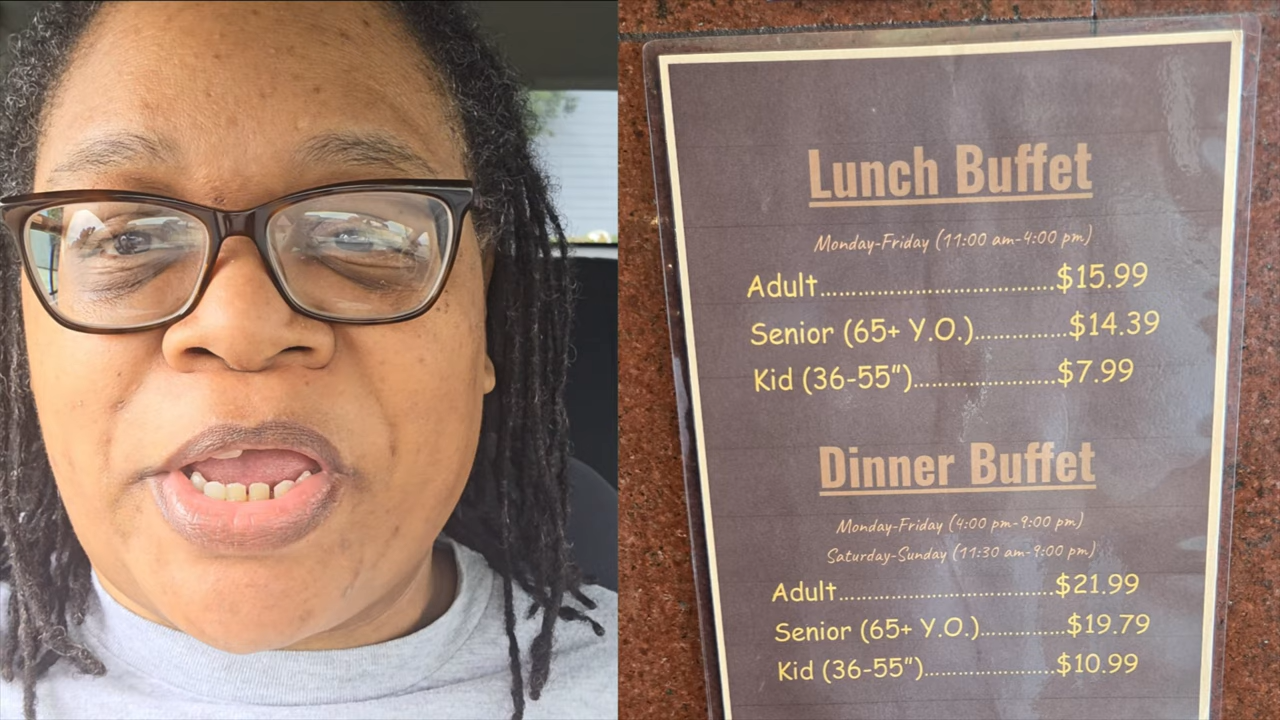 Lunch Buffet
Monday-Friday (11:00 am-4:00 pm)
Adult..................................$15.99
Senior (65+ Y.O.)..............$14.39
Kid (36-55").....................$7.99
Dinner Buffet
Monday-Friday (4:00 pm-9:00 pm)
Saturday-Sunday (11:30 am-9:00 pm)
Adult..................................$21.99
Senior (65+ Y.O.)..............$19.79
Kid (36-55")......................$10.99